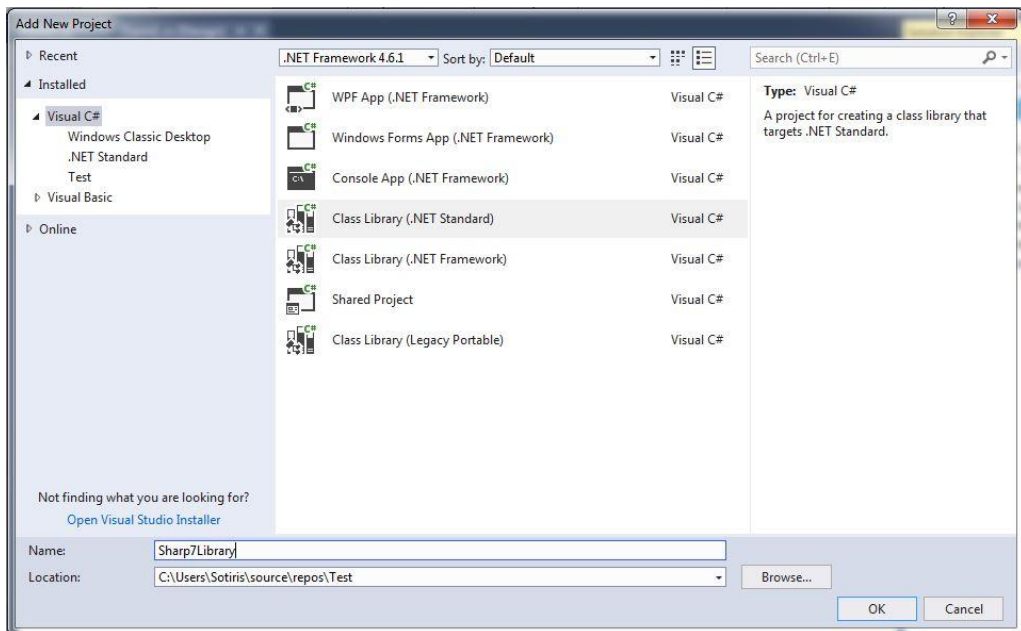 Add New Project
Recent
Installed
Visual C#
Windows Classic Desktop
.NET Standard
Test
Visual Basic
Online
Not finding what you are looking for?
Open Visual Studio Installer
.NET Framework 4.6.1 Sort by: Default
WPF App (.NET Framework) Visual C#
Windows Forms App (.NET Framework) Visual C#
Console App (.NET Framework) Visual C#
Class Library (.NET Standard) Visual C#
Class Library (.NET Framework) Visual C#
Shared Project Visual C#
Class Library (Legacy Portable) Visual C#
Search (Ctrl+E)
Type: Visual C#
A project for creating a class library that
targets .NET Standard.
Name: Sharp7Library
Location: C:\Users\Sotiris\source\repos\Test
Browse...
OK Cancel